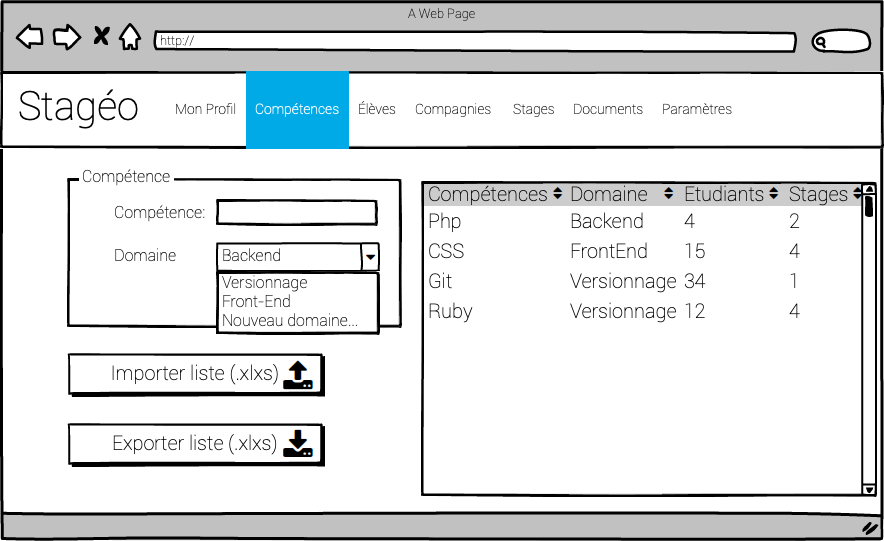 A Web Page
http://
Stagéo
Mon Profil
Compétences
Élèves
Compagnies
Stages
Documents
Paramètres
Compétence
Compétence:
Domaine
Backend
Versionnage
Front-End
Nouveau domaine...
Importer liste (.xlxs)
Exporter liste (.xlxs)
Compétences Domaine Etudiants Stages
Php Backend 4 2
CSS FrontEnd 15 4
Git Versionnage 34 1
Ruby Versionnage 12 4